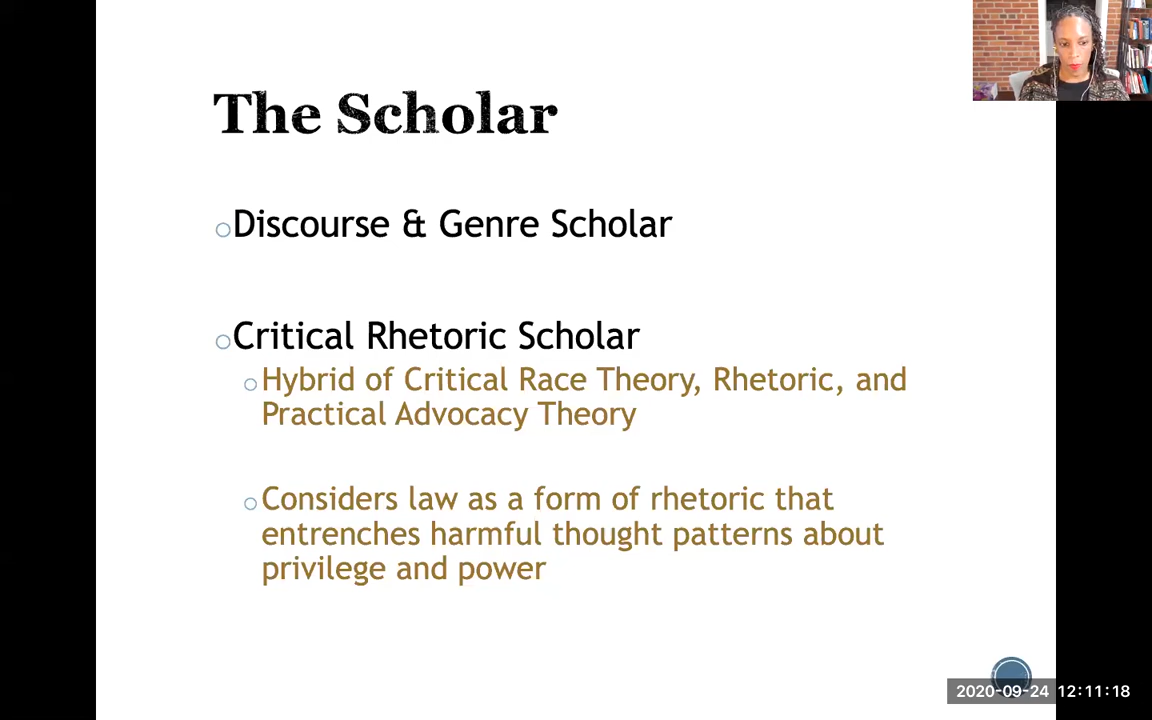 The Scholar
Discourse & Genre Scholar
Critical Rhetoric Scholar
Hybrid of Critical Race Theory, Rhetoric, and
Practical Advocacy Theory
Considers law as a form of rhetoric that
entrenches harmful thought patterns about
privilege and power
2020-09-24 12:11:18